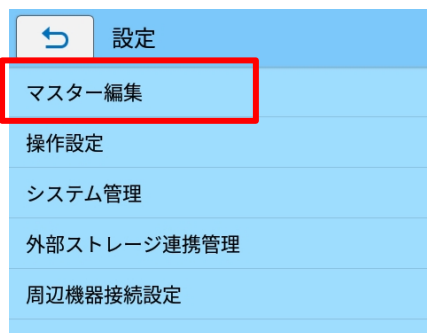 設定
マスター編集
操作設定
システム管理
外部ストレージ連携管理
周辺機器接続設定